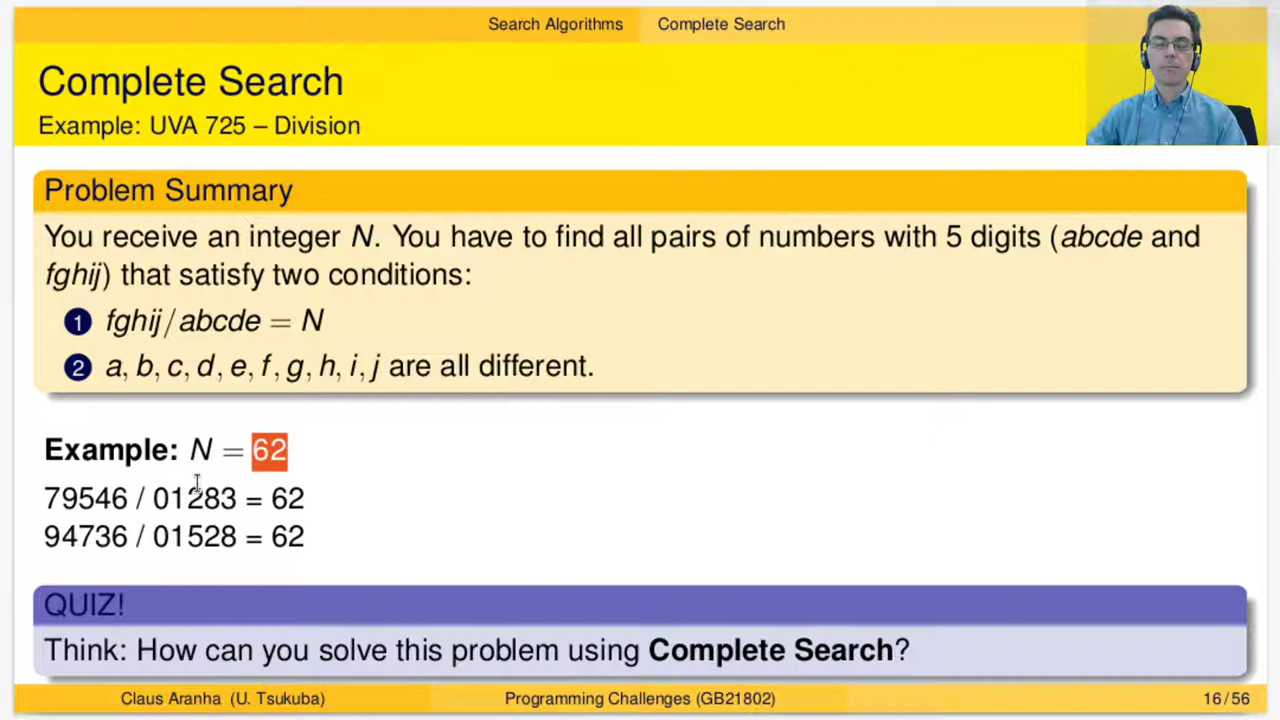 Search Algorithms Complete Search
Complete Search
Example: UVA 725 – Division
Problem Summary
You receive an integer N. You have to find all pairs of numbers with 5 digits (abcde and
fghij) that satisfy two conditions:
1 fghij/abcde = N
2 a, b, c, d, e, f, g, h, i, j are all different.
Example: N = 62
79546 / 01283 = 62
94736 / 01528 = 62
QUIZ!
Think: How can you solve this problem using Complete Search?
Claus Aranha (U. Tsukuba) Programming Challenges (GB21802) 16/56